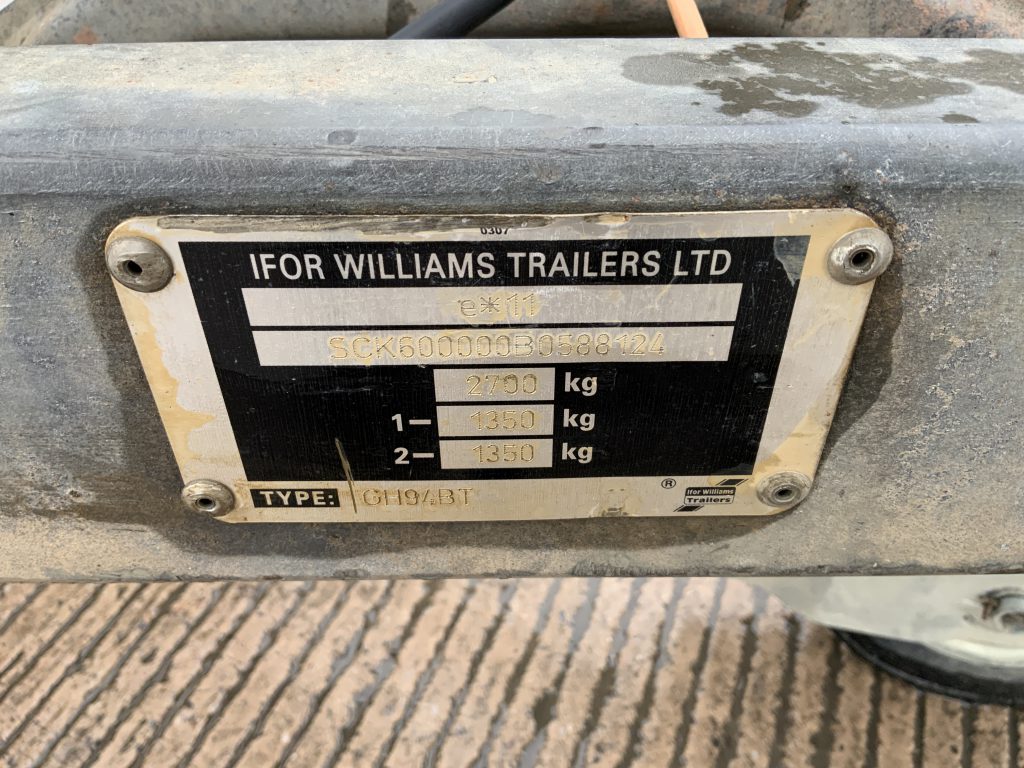 0307
IFOR WILLIAMS TRAILERS LTD
e*11
SCK600000B0588124
2700 kg
1– 1350 kg
2– 1350 kg
TYPE: GH94BT ®
Ifor Williams
Trailers